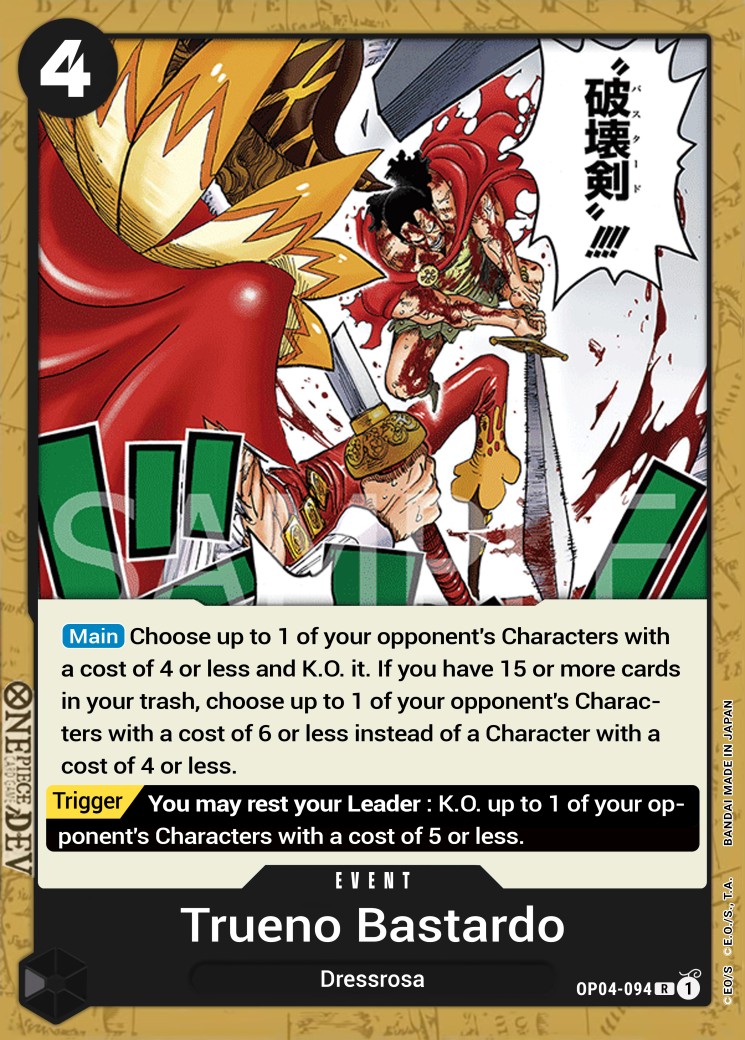 4
“破壊剣”!!!!
バスタード
SAMPLE
Main Choose up to 1 of your opponent's Characters with
a cost of 4 or less and K.O. it. If you have 15 or more cards
in your trash, choose up to 1 of your opponent's Charac-
ters with a cost of 6 or less instead of a Character with a
cost of 4 or less.
Trigger You may rest your Leader : K.O. up to 1 of your op-
ponent's Characters with a cost of 5 or less.
EVENT
Trueno Bastardo
Dressrosa
OP04-094 R 1
ONE PIECE
CARD GAME
DEV
©E.O/S ©E.O./S., T.A. BANDAI MADE IN JAPAN